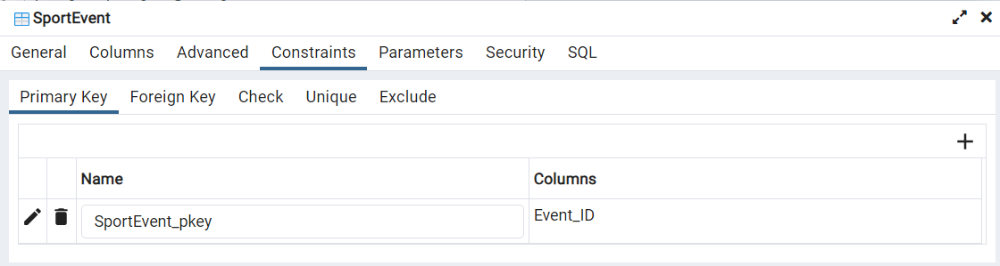 SportEvent
General Columns Advanced Constraints Parameters Security SQL
Primary Key Foreign Key Check Unique Exclude
Name Columns
SportEvent_pkey Event_ID